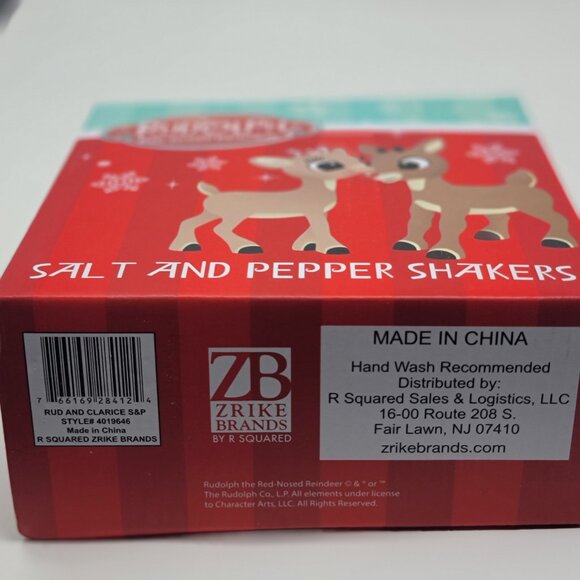 SALT AND PEPPER SHAKERS
7 66169 28412 4
RUD AND CLARICE S&P
STYLE# 4019646
Made in China
R SQUARED ZRIKE BRANDS
ZB
ZRIKE
BRANDS
BY R SQUARED
MADE IN CHINA
Hand Wash Recommended
Distributed by:
R Squared Sales & Logistics, LLC
16-00 Route 208 S.
Fair Lawn, NJ 07410
zrikebrands.com
Rudolph the Red-Nosed Reindeer © & ® or ™
The Rudolph Co., L.P. All elements under license
to Character Arts, LLC. All Rights Reserved.